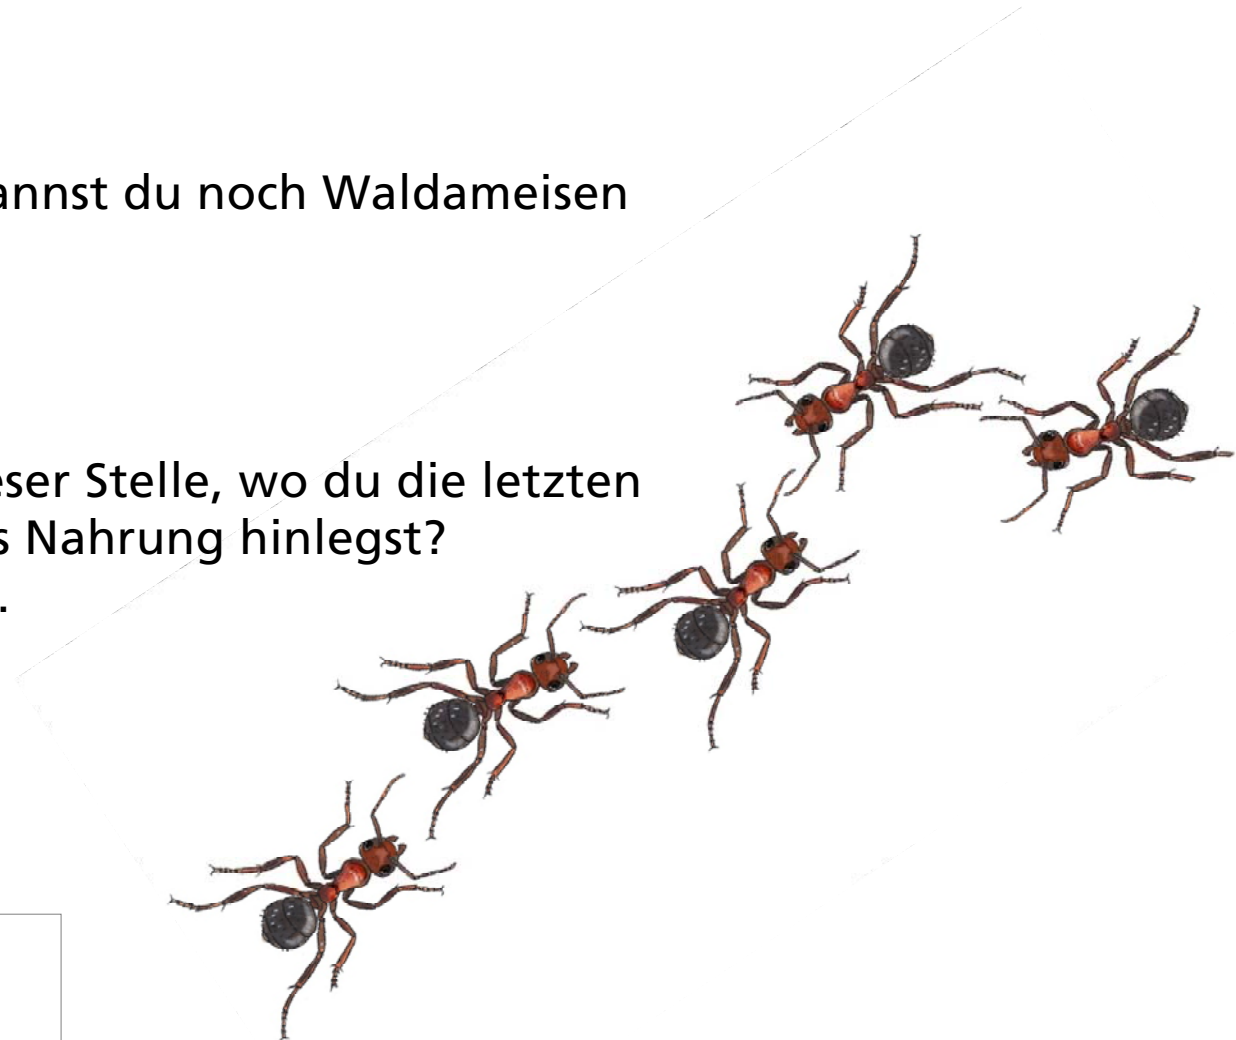 annst du noch Waldameisen
eser Stelle, wo du die letzten
s Nahrung hinlegst?
.